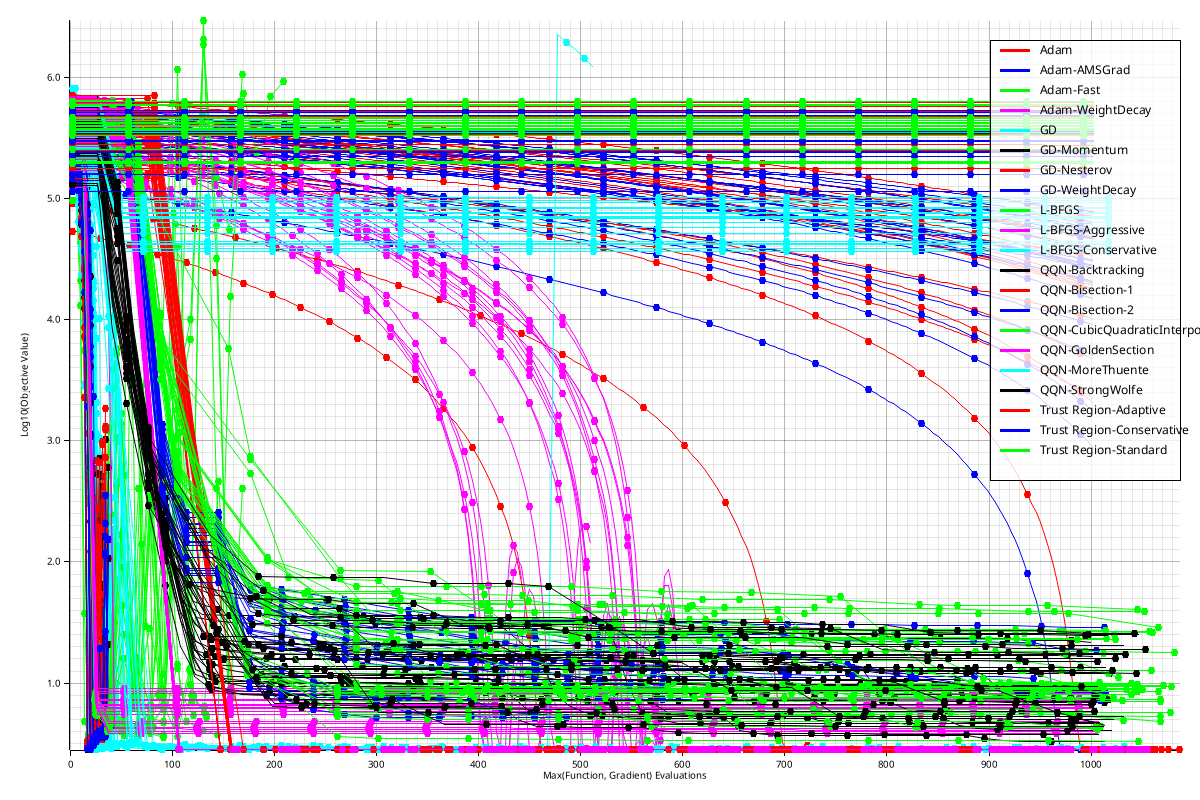 6.0
5.0
4.0
3.0
2.0
1.0
Log10(Objective Value)
0
100
200
300
400
500
600
700
800
900
1000
Max(Function, Gradient) Evaluations
Adam
Adam-AMSGrad
Adam-Fast
Adam-WeightDecay
GD
GD-Momentum
GD-Nesterov
GD-WeightDecay
L-BFGS
L-BFGS-Aggressive
L-BFGS-Conservative
QQN-Backtracking
QQN-Bisection-1
QQN-Bisection-2
QQN-CubicQuadraticInterpo
QQN-GoldenSection
QQN-MoreThuente
QQN-StrongWolfe
Trust Region-Adaptive
Trust Region-Conservative
Trust Region-Standard